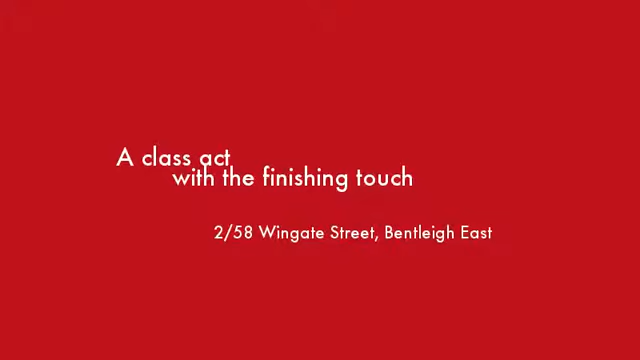 A class act
with the finishing touch
2/58 Wingate Street, Bentleigh East